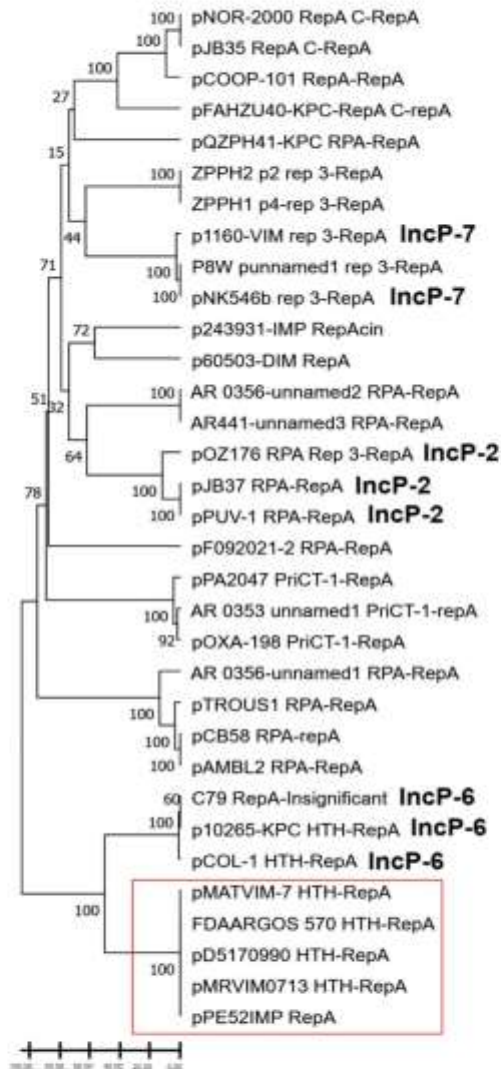 100
pNOR-2000 RepA C-RepA
pJB35 RepA C-RepA
100
pCOOP-101 RepA-RepA
100
pFAHZU40-KPC-RepA C-repA
27
pQZPH41-KPC RPA-RepA
15
100
ZPPH2 p2 rep 3-RepA
ZPPH1 p4-rep 3-RepA
44
p1160-VIM rep 3-RepA IncP-7
100
P8W punnamed1 rep 3-RepA
100
pNK546b rep 3-RepA IncP-7
71
72
p243931-IMP RepAcin
p60503-DIM RepA
51
32
100
AR 0356-unnamed2 RPA-RepA
AR441-unnamed3 RPA-RepA
64
pOZ176 RPA Rep 3-RepA IncP-2
100
pJB37 RPA-RepA IncP-2
100
pPUV-1 RPA-RepA IncP-2
78
pF092021-2 RPA-RepA
pPA2047 PriCT-1-RepA
100
AR 0353 unnamed1 PriCT-1-repA
92
pOXA-198 PriCT-1-RepA
AR 0356-unnamed1 RPA-RepA
100
pTROUS1 RPA-RepA
100
pCB58 RPA-repA
100
pAMBL2 RPA-RepA
60
C79 RepA-Insignificant IncP-6
100
p10265-KPC HTH-RepA IncP-6
pCOL-1 HTH-RepA IncP-6
100
pMATVIM-7 HTH-RepA
FDAARGOS 570 HTH-RepA
pD5170990 HTH-RepA
100
pMRVIM0713 HTH-RepA
pPE52IMP RepA